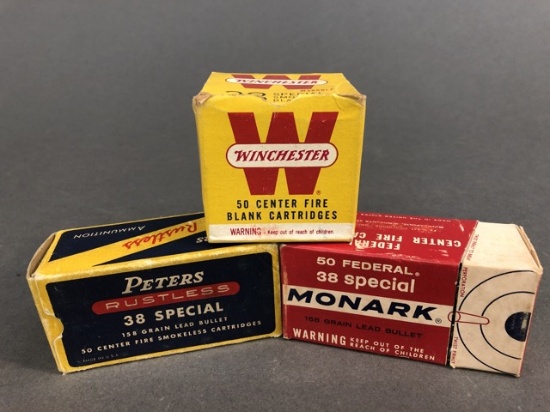 WINCHESTER
38 SPECIAL
W
WINCHESTER
®
50 CENTER FIRE
BLANK CARTRIDGES
WARNING: Keep out of reach of children.
Rustless
AMMUNITION
PETERS
RUSTLESS
38 SPECIAL
158 GRAIN LEAD BULLET
50 CENTER FIRE SMOKELESS CARTRIDGES
FEDERAL
CENTER FIRE
50 FEDERAL®
38 special
MONARK®
158 GRAIN LEAD BULLET
WARNING KEEP OUT OF THE
REACH OF CHILDREN